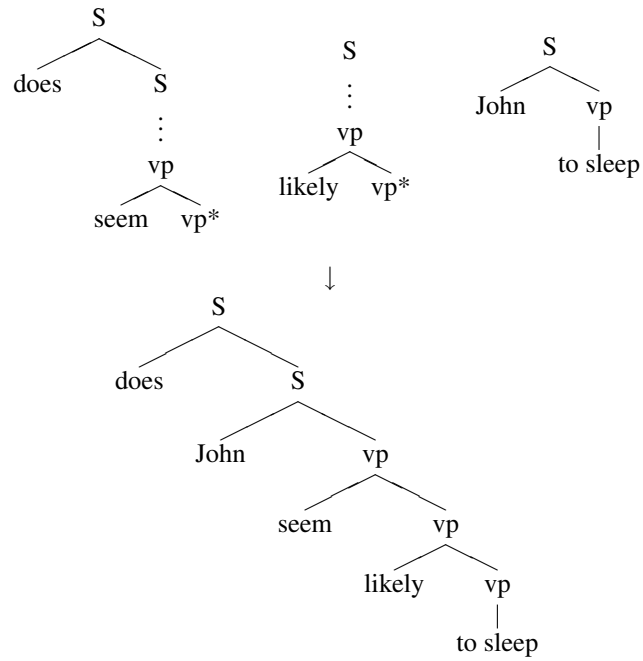 S
S
S
does
S
John
vp
⋮
⋮
vp
to sleep
vp
likely
vp*
seem
vp*
↓
S
does
S
John
vp
seem
vp
likely
vp
to sleep